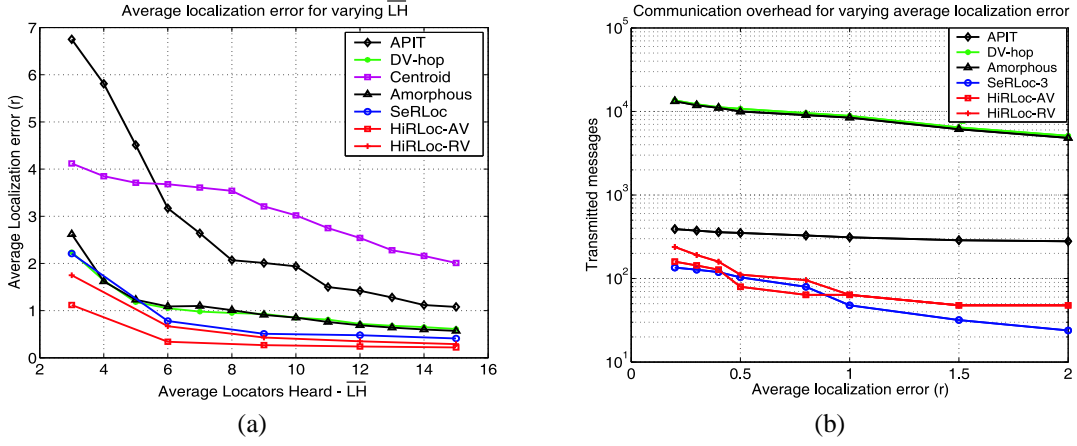 Average localization error for varying L̅H̅
7
6
5
4
3
2
1
0
Average Localization error (r)
APIT
DV-hop
Centroid
Amorphous
SeRLoc
HiRLoc-AV
HiRLoc-RV
2 4 6 8 10 12 14 16
Average Locators Heard - L̅H̅
(a)
Communication overhead for varying average localization error
10^5
10^4
10^3
10^2
10^1
Transmitted messages
APIT
DV-hop
Amorphous
SeRLoc-3
HiRLoc-AV
HiRLoc-RV
0 0.5 1 1.5 2
Average localization error (r)
(b)